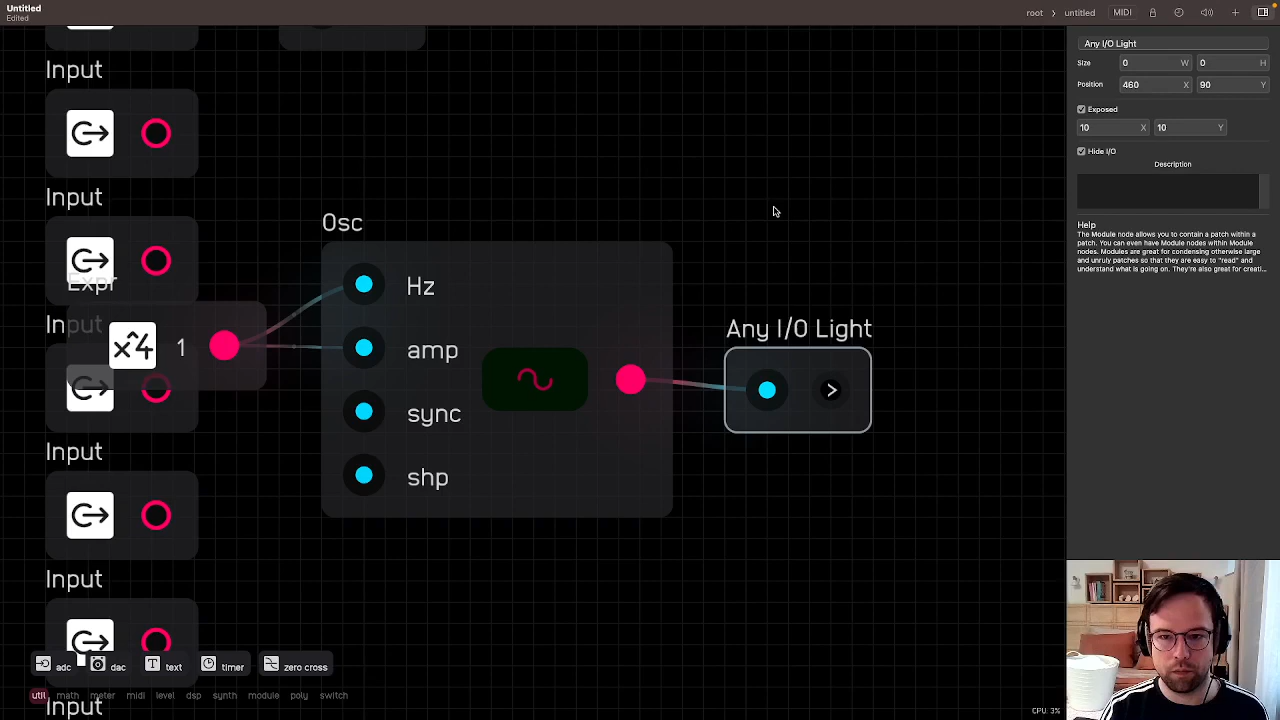 Untitled
Edited
root
untitled
MIDI
Input
Input
Expr
Input
x^4 1
Input
Input
Input
Osc
Hz
amp
sync
shp
Any I/O Light
adc
dac
T text
timer
zero cross
util math meter midi level dsp synth module poly switch
Any I/O Light
Size 0 W 0 H
Position 460 X 90 Y
Exposed
10 X 10 Y
Hide I/O
Description
Help
The Module node allows you to contain a patch within a
patch. You can even have Module nodes within Module
nodes. Modules are great for condensing otherwise large
and unruly patches so that they are easy to "read" and
understand what is going on. They're also great for creati...
CPU: 3%